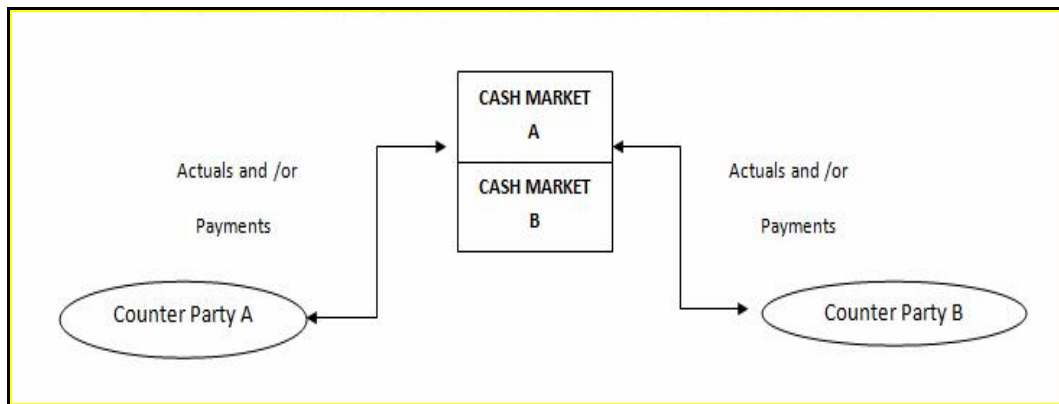 CASH MARKET
A
CASH MARKET
B
Actuals and /or
Payments
Actuals and /or
Payments
Counter Party A
Counter Party B